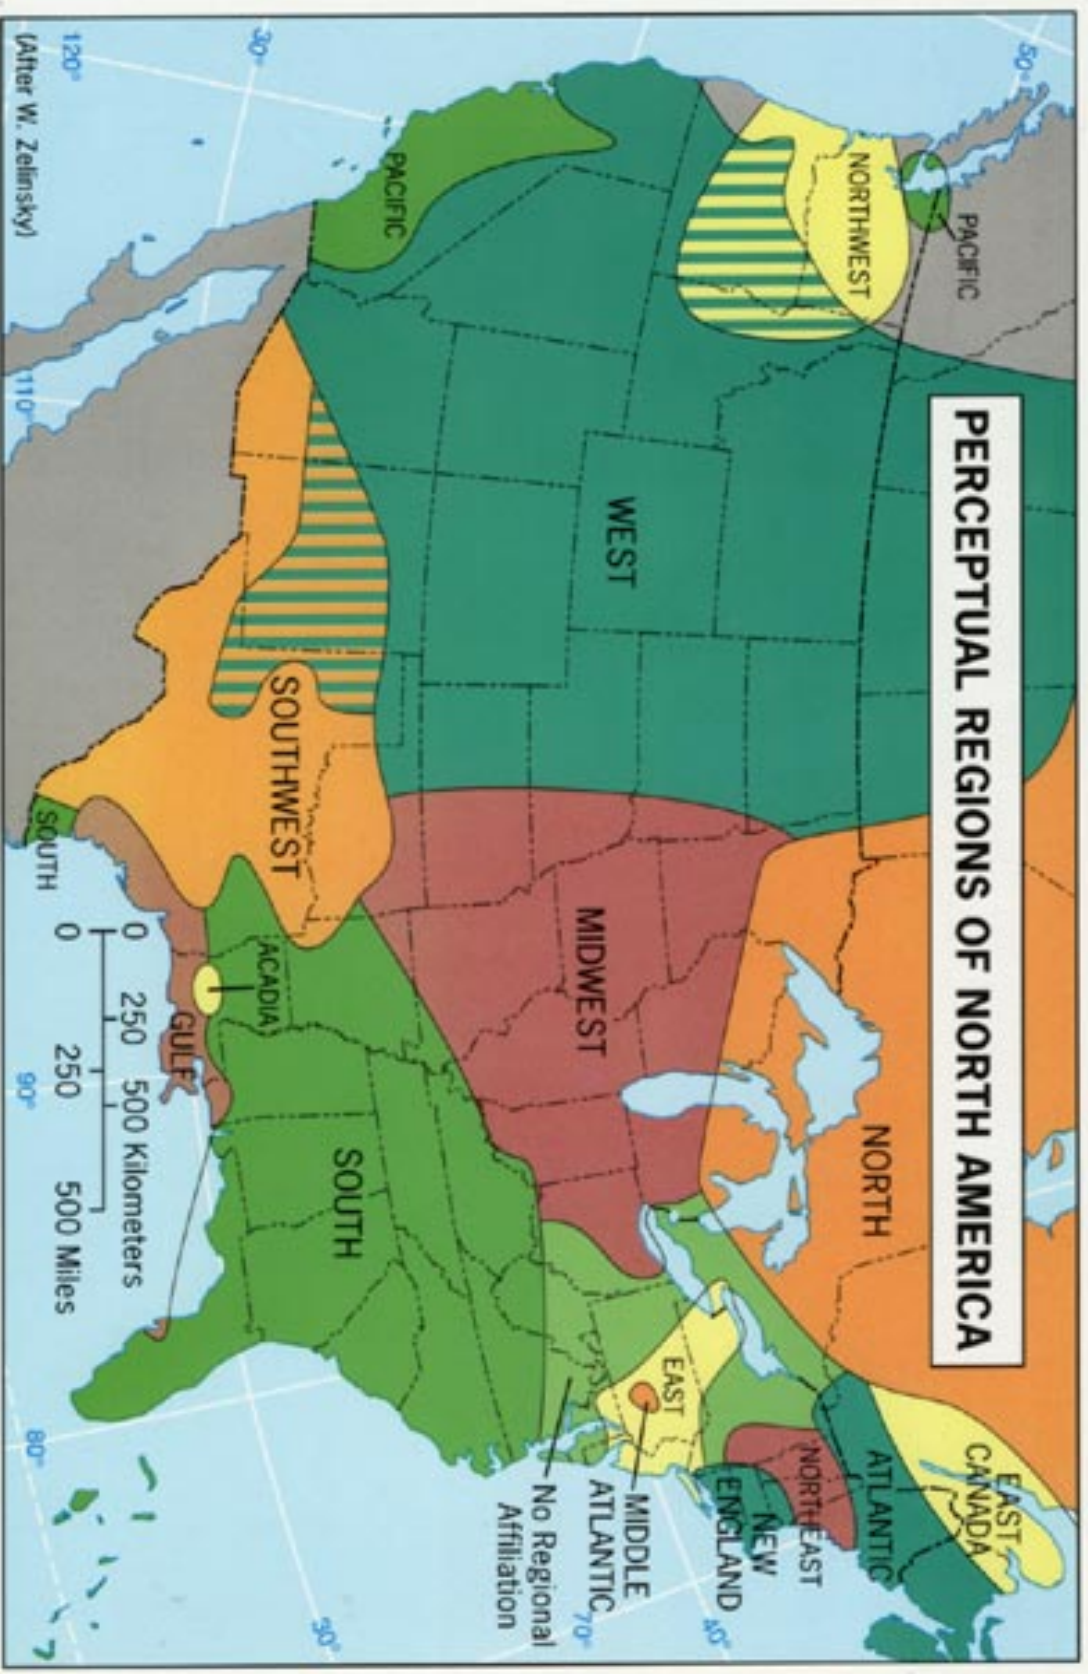 PERCEPTUAL REGIONS OF NORTH AMERICA
50°
PACIFIC
NORTHWEST
NORTH
EAST
CANADA
ATLANTIC
NORTHEAST
NEW
ENGLAND
WEST
MIDWEST
EAST
MIDDLE
ATLANTIC
No Regional
Affiliation
40°
70°
PACIFIC
SOUTHWEST
SOUTH
ACADIA
GULF
SOUTH
30°
30°
120°
110°
90°
80°
0 250 500 Kilometers
0 250 500 Miles
(After W. Zelinsky)